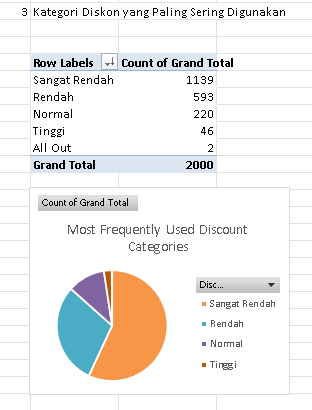 3 Kategori Diskon yang Paling Sering Digunakan
Row Labels Count of Grand Total
Sangat Rendah 1139
Rendah 593
Normal 220
Tinggi 46
All Out 2
Grand Total 2000
Count of Grand Total
Most Frequently Used Discount
Categories
Disc...
Sangat Rendah
Rendah
Normal
Tinggi